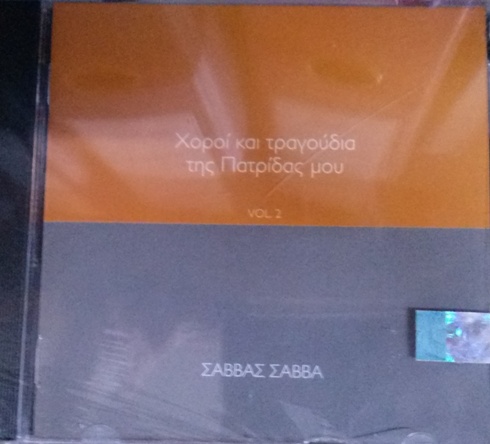 Χοροί και τραγούδια
της Πατρίδας μου
VOL. 2
ΣΑΒΒΑΣ ΣΑΒΒΑ